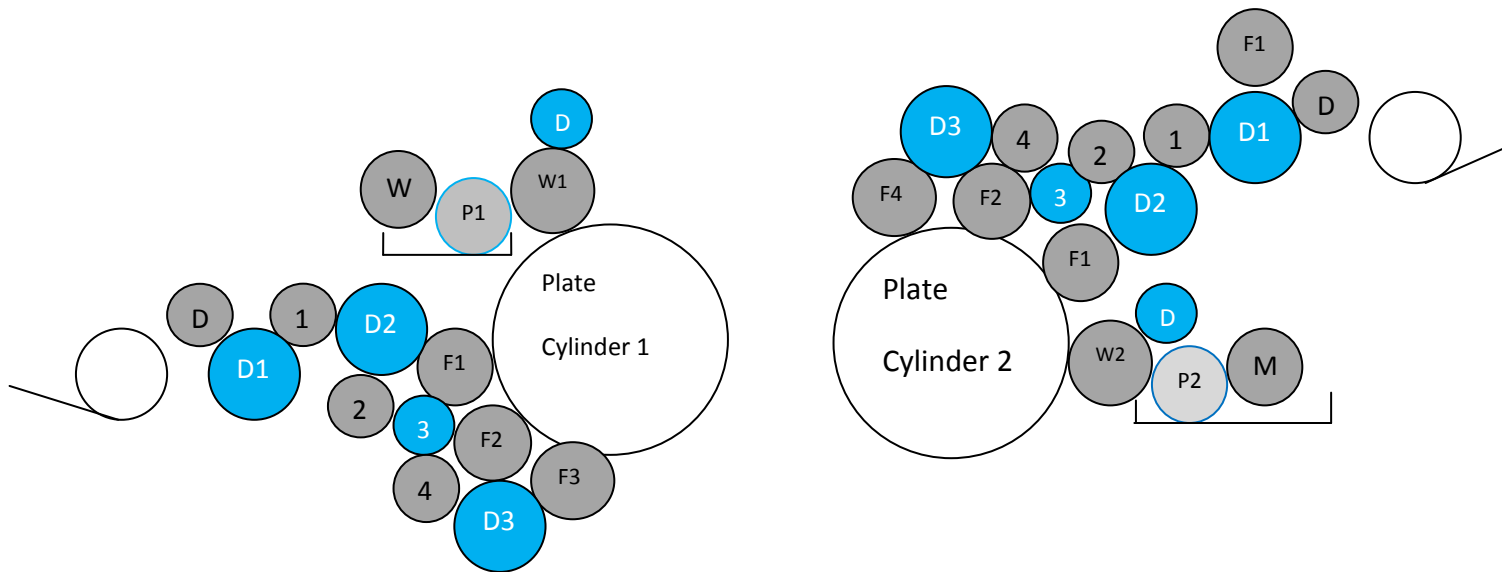 D
W
W1
P1
Plate
Cylinder 1
D
1
D2
D1
F1
2
3
F2
4
F3
D3
F1
D
D3
4
2
1
D1
F4
F2
3
D2
F1
Plate
Cylinder 2
D
W2
P2
M